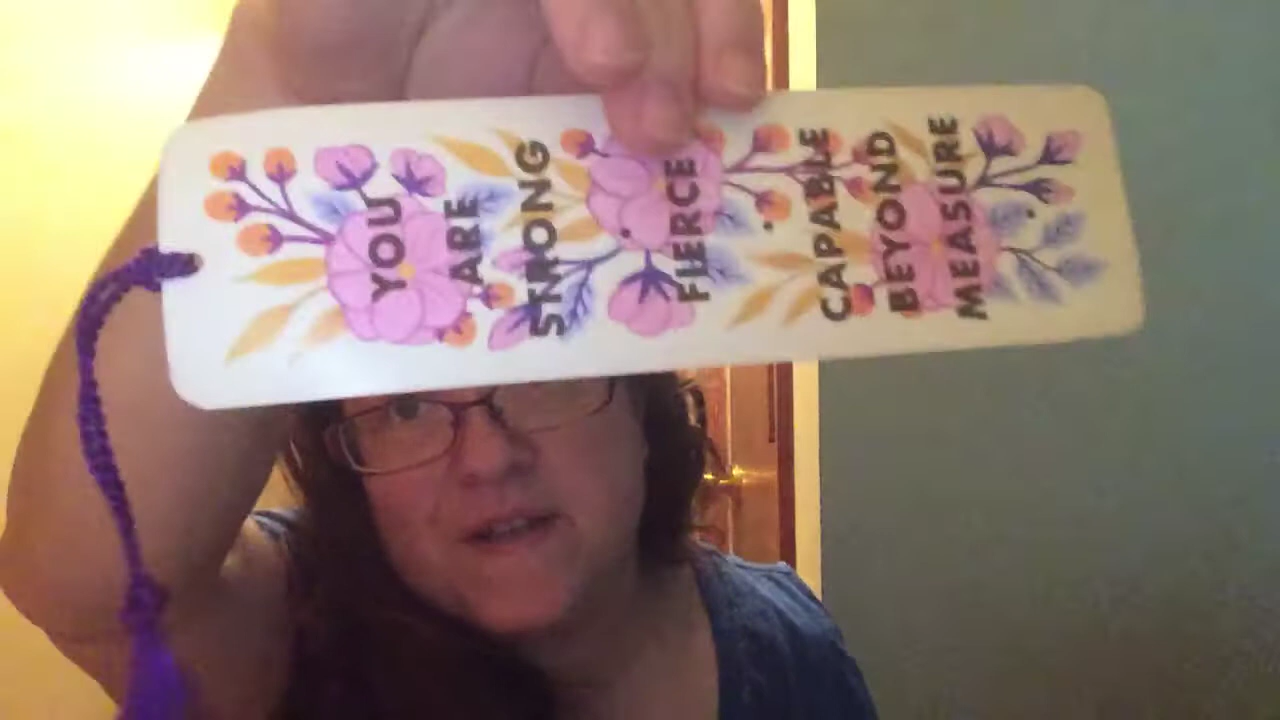 YOU
ARE
STRONG
FIERCE
CAPABLE
BEYOND
MEASURE